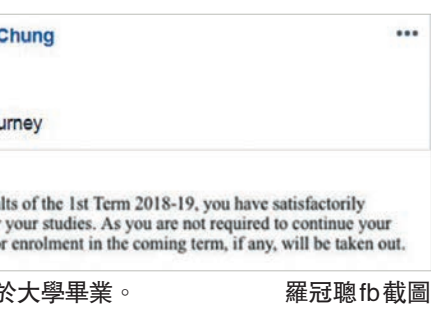 Chung
urney
lts of the 1st Term 2018-19, you have satisfactorily
your studies. As you are not required to continue your
r enrolment in the coming term, if any, will be taken out.
於大學畢業。 羅冠聰fb截圖